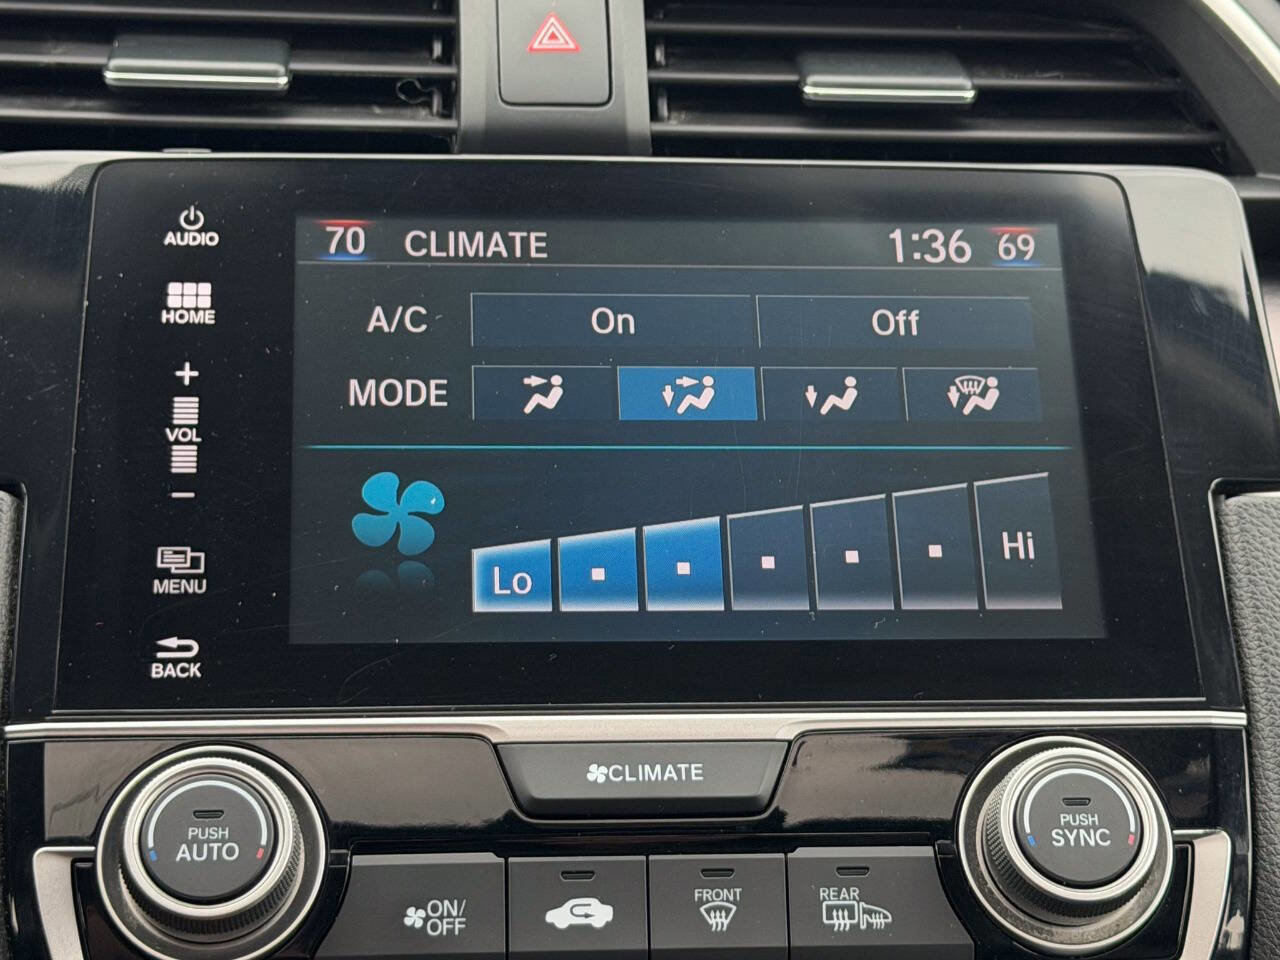 AUDIO
70 CLIMATE 1:36 69
HOME
A/C On Off
+
MODE
VOL
−
Lo Hi
MENU
BACK
CLIMATE
PUSH
AUTO
PUSH
SYNC
ON/
OFF
FRONT
REAR